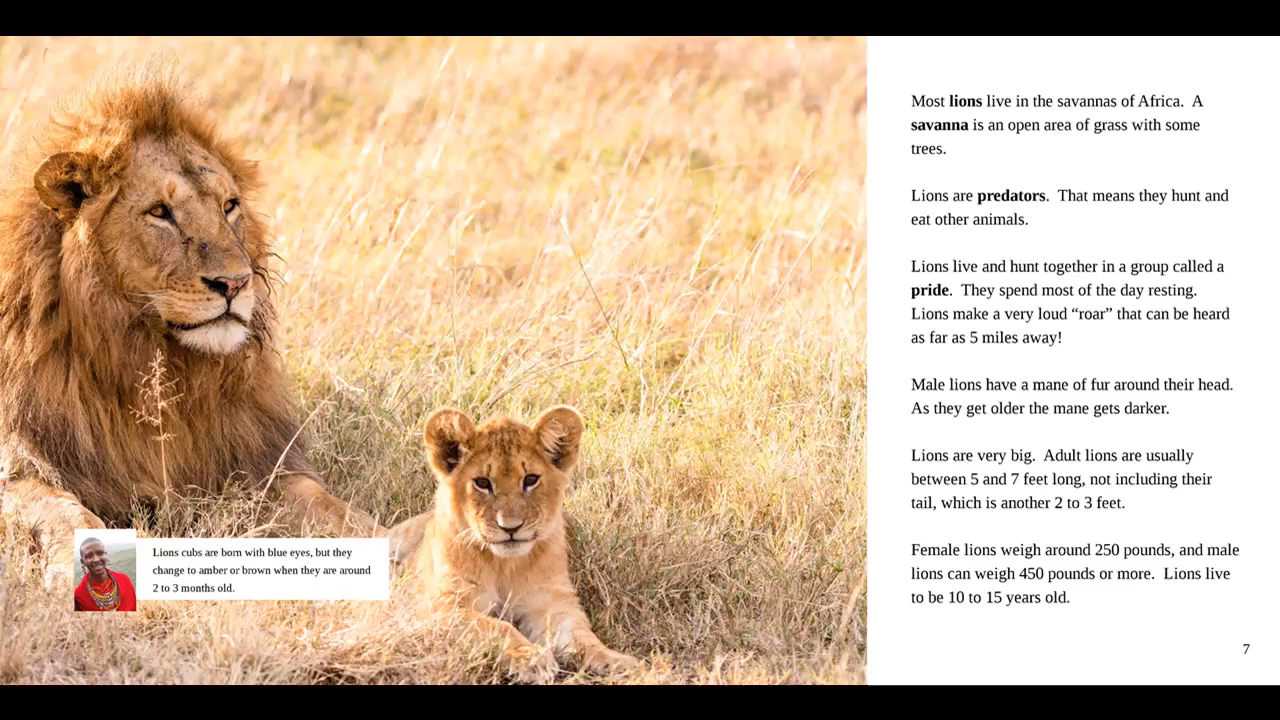 Most lions live in the savannas of Africa.  A
savanna is an open area of grass with some
trees.
Lions are predators.  That means they hunt and
eat other animals.
Lions live and hunt together in a group called a
pride.  They spend most of the day resting.
Lions make a very loud “roar” that can be heard
as far as 5 miles away!
Male lions have a mane of fur around their head.
As they get older the mane gets darker.
Lions are very big.  Adult lions are usually
between 5 and 7 feet long, not including their
tail, which is another 2 to 3 feet.
Female lions weigh around 250 pounds, and male
lions can weigh 450 pounds or more.  Lions live
to be 10 to 15 years old.
Lions cubs are born with blue eyes, but they
change to amber or brown when they are around
2 to 3 months old.
7